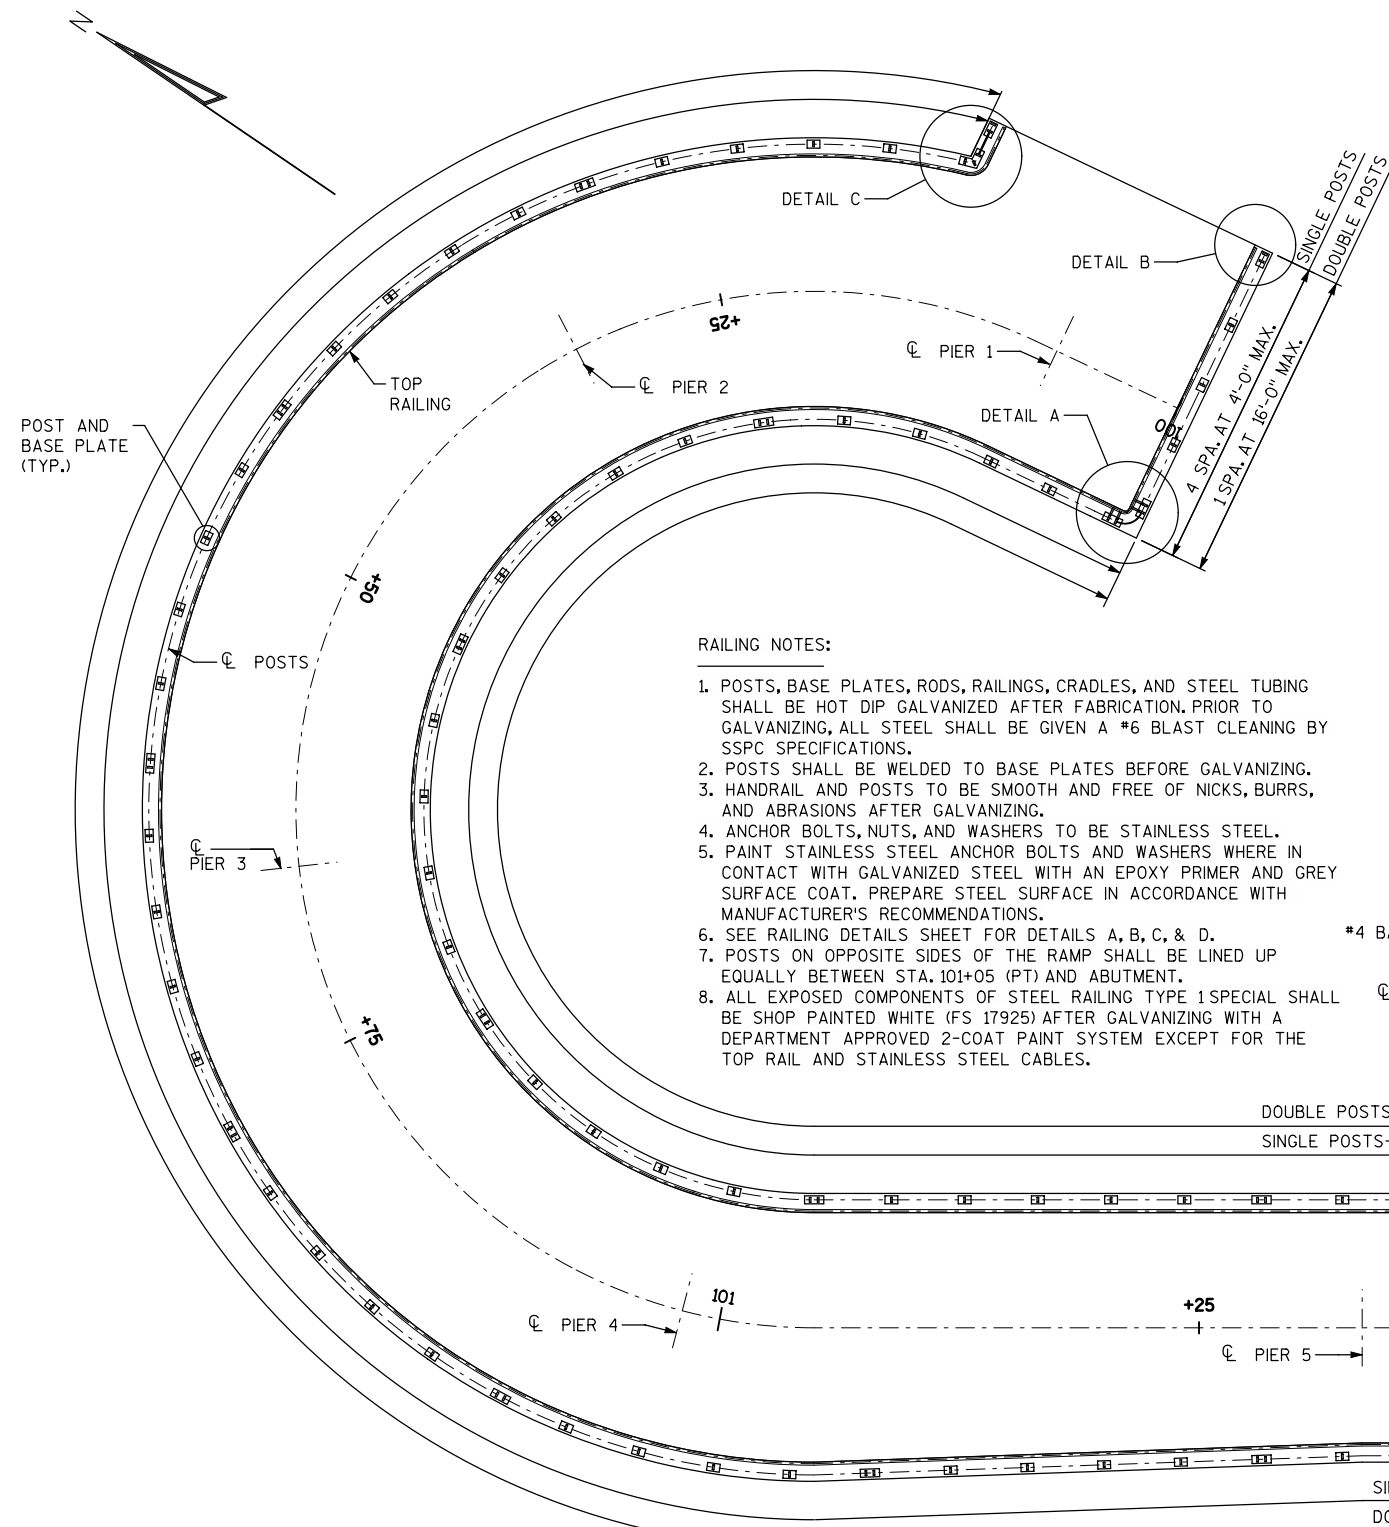 N
DETAIL C
SINGLE POSTS
DOUBLE POSTS
DETAIL B
4 SPA. AT 4'-0" MAX.
1 SPA. AT 16'-0" MAX.
+25
℄ PIER 1
℄ PIER 2
TOP
RAILING
DETAIL A
100
POST AND
BASE PLATE
(TYP.)
+50
℄ POSTS
RAILING NOTES:
1. POSTS, BASE PLATES, RODS, RAILINGS, CRADLES, AND STEEL TUBING
SHALL BE HOT DIP GALVANIZED AFTER FABRICATION. PRIOR TO
GALVANIZING, ALL STEEL SHALL BE GIVEN A #6 BLAST CLEANING BY
SSPC SPECIFICATIONS.
2. POSTS SHALL BE WELDED TO BASE PLATES BEFORE GALVANIZING.
3. HANDRAIL AND POSTS TO BE SMOOTH AND FREE OF NICKS, BURRS,
AND ABRASIONS AFTER GALVANIZING.
4. ANCHOR BOLTS, NUTS, AND WASHERS TO BE STAINLESS STEEL.
5. PAINT STAINLESS STEEL ANCHOR BOLTS AND WASHERS WHERE IN
CONTACT WITH GALVANIZED STEEL WITH AN EPOXY PRIMER AND GREY
SURFACE COAT. PREPARE STEEL SURFACE IN ACCORDANCE WITH
MANUFACTURER'S RECOMMENDATIONS.
6. SEE RAILING DETAILS SHEET FOR DETAILS A, B, C, & D.
7. POSTS ON OPPOSITE SIDES OF THE RAMP SHALL BE LINED UP
EQUALLY BETWEEN STA. 101+05 (PT) AND ABUTMENT.
8. ALL EXPOSED COMPONENTS OF STEEL RAILING TYPE 1 SPECIAL SHALL
BE SHOP PAINTED WHITE (FS 17925) AFTER GALVANIZING WITH A
DEPARTMENT APPROVED 2-COAT PAINT SYSTEM EXCEPT FOR THE
TOP RAIL AND STAINLESS STEEL CABLES.
℄
PIER 3
#4
℄
+75
DOUBLE POSTS
SINGLE POSTS
101
+25
℄ PIER 4
℄ PIER 5